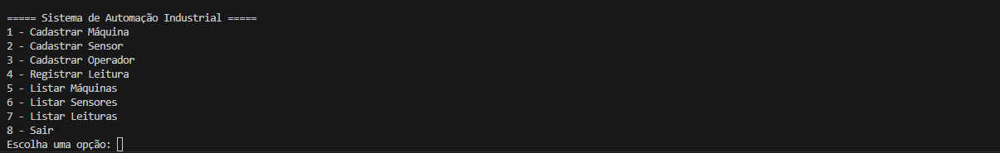 ===== Sistema de Automação Industrial =====
1 - Cadastrar Máquina
2 - Cadastrar Sensor
3 - Cadastrar Operador
4 - Registrar Leitura
5 - Listar Máquinas
6 - Listar Sensores
7 - Listar Leituras
8 - Sair
Escolha uma opção: